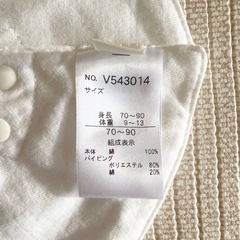 NO. V543014
サイズ
身長 70~90
体重 9~13
70~90
組成表示
本体 綿 100%
パイピング
ポリエステル 80%
綿 20%